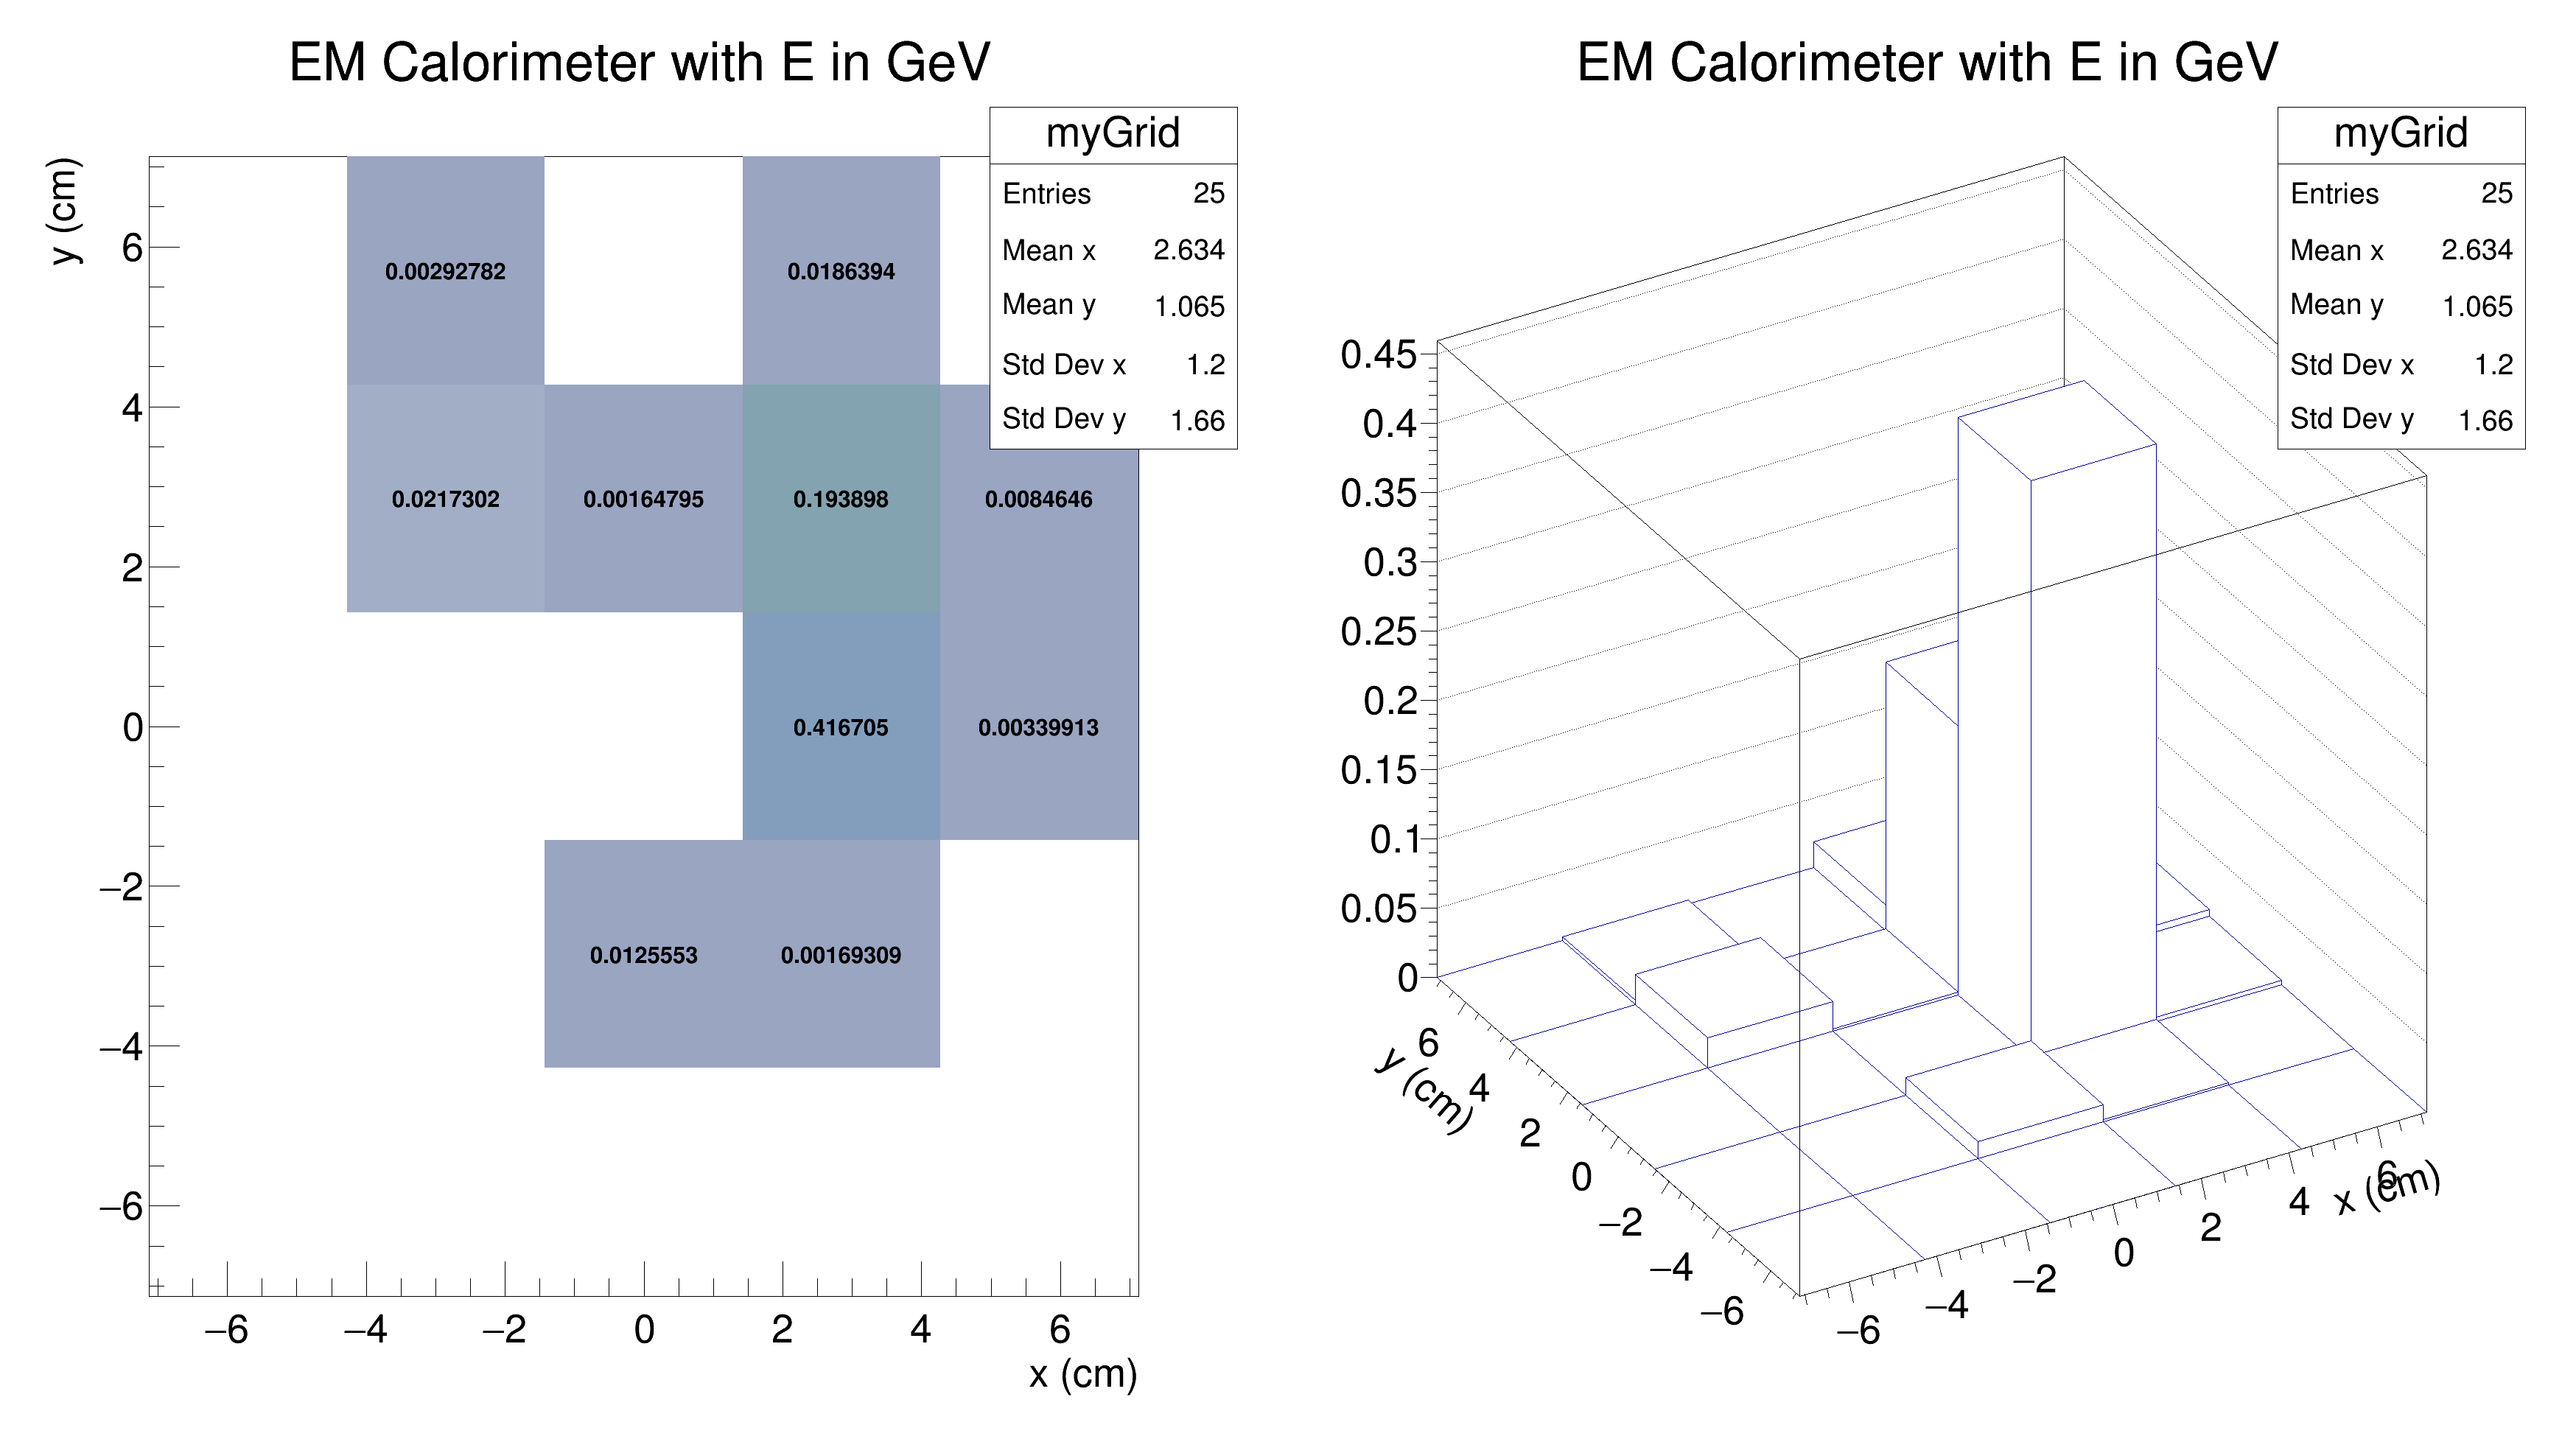 EM Calorimeter with E in GeV
myGrid
Entries 25
Mean x 2.634
Mean y 1.065
Std Dev x 1.2
Std Dev y 1.66
y (cm)
6
4
2
0
−2
−4
−6
0.00292782 0.0186394
0.0217302 0.00164795 0.193898 0.0084646
0.416705 0.00339913
0.0125553 0.00169309
−6 −4 −2 0 2 4 6
x (cm)
EM Calorimeter with E in GeV
myGrid
Entries 25
Mean x 2.634
Mean y 1.065
Std Dev x 1.2
Std Dev y 1.66
0.45
0.4
0.35
0.3
0.25
0.2
0.15
0.1
0.05
0
6
4
2
0
−2
−4
−6
y (cm)
−6 −4 −2 0 2 4 6
x (cm)